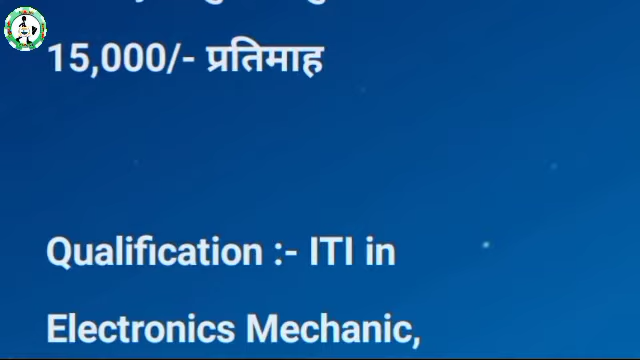 15,000/- प्रतिमाह
Qualification :- ITI in
Electronics Mechanic,